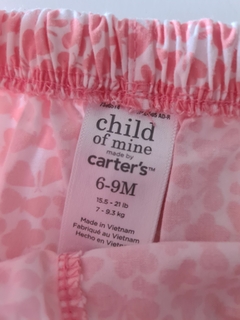 child
of mine
made by
carter's™
6-9M
15.5 - 21 lb
7 - 9.3 kg
Made in Vietnam
Fabriqué au Vietnam
Hecho en Vietnam